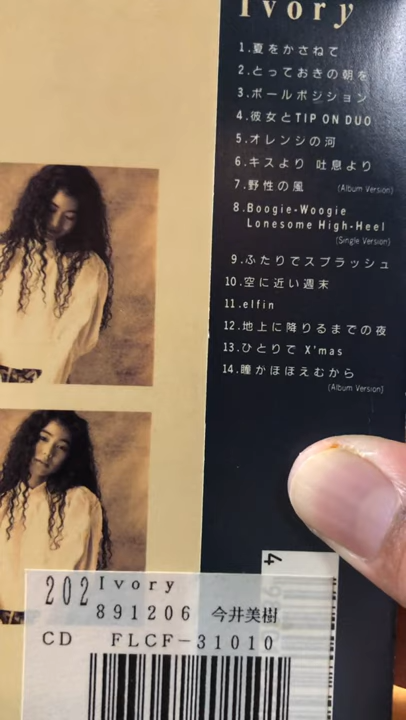 Ivory
1.夏をかさねて
2.とっておきの朝を
3.ポールポジション
4.彼女とTIP ON DUO
5.オレンジの河
6.キスより 吐息より
7.野性の風 (Album Version)
8.Boogie-Woogie
Lonesome High-Heel
(Single Version)
9.ふたりでスプラッシュ
10.空に近い週末
11.elfin
12.地上に降りるまでの夜
13.ひとりで X'mas
14.瞳がほほえむから
(Album Version)
4
202 Ivory
891206 今井美樹
CD FLCF-31010